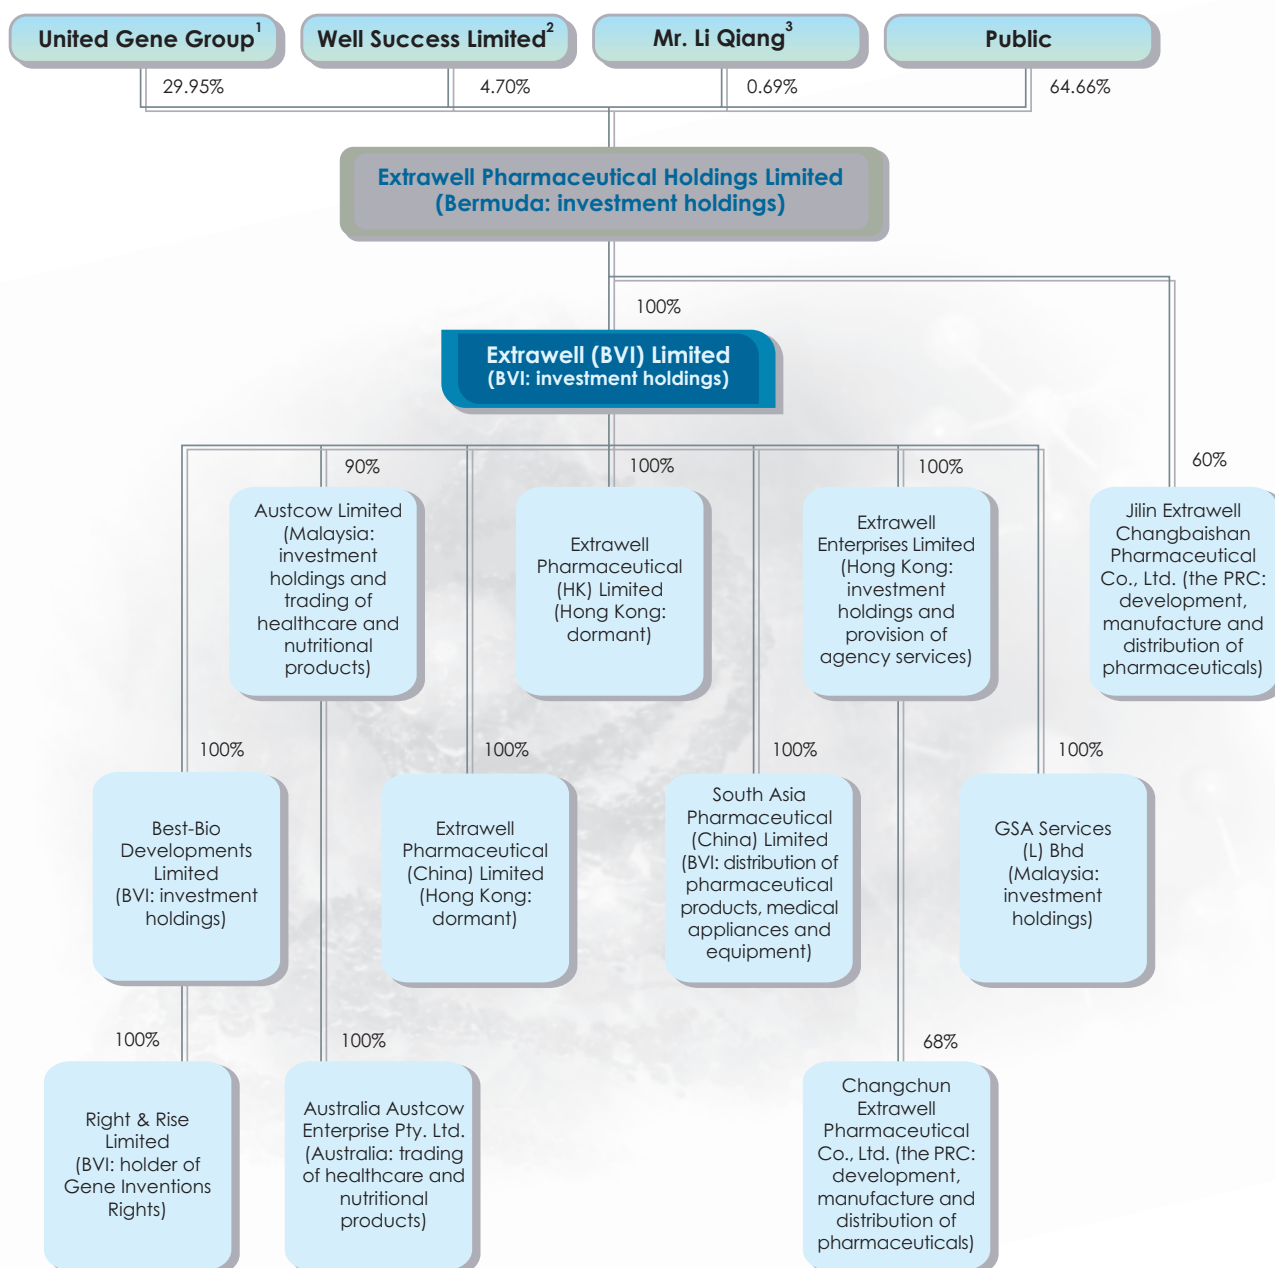 United Gene Group1
Well Success Limited2
Mr. Li Qiang3
Public
29.95%
4.70%
0.69%
64.66%
Extrawell Pharmaceutical Holdings Limited
(Bermuda: investment holdings)
100%
Extrawell (BVI) Limited
(BVI: investment holdings)
90%
100%
100%
60%
Austcow Limited
(Malaysia:
investment
holdings and
trading of
healthcare and
nutritional
products)
Extrawell
Pharmaceutical
(HK) Limited
(Hong Kong:
dormant)
Extrawell
Enterprises Limited
(Hong Kong:
investment
holdings and
provision of
agency services)
Jilin Extrawell
Changbaishan
Pharmaceutical
Co., Ltd. (the PRC:
development,
manufacture and
distribution of
pharmaceuticals)
100%
100%
100%
100%
Best-Bio
Developments
Limited
(BVI: investment
holdings)
Extrawell
Pharmaceutical
(China) Limited
(Hong Kong:
dormant)
South Asia
Pharmaceutical
(China) Limited
(BVI: distribution of
pharmaceutical
products, medical
appliances and
equipment)
GSA Services
(L) Bhd
(Malaysia:
investment
holdings)
100%
100%
68%
Right & Rise
Limited
(BVI: holder of
Gene Inventions
Rights)
Australia Austcow
Enterprise Pty. Ltd.
(Australia: trading
of healthcare and
nutritional
products)
Changchun
Extrawell
Pharmaceutical
Co., Ltd. (the PRC:
development,
manufacture and
distribution of
pharmaceuticals)